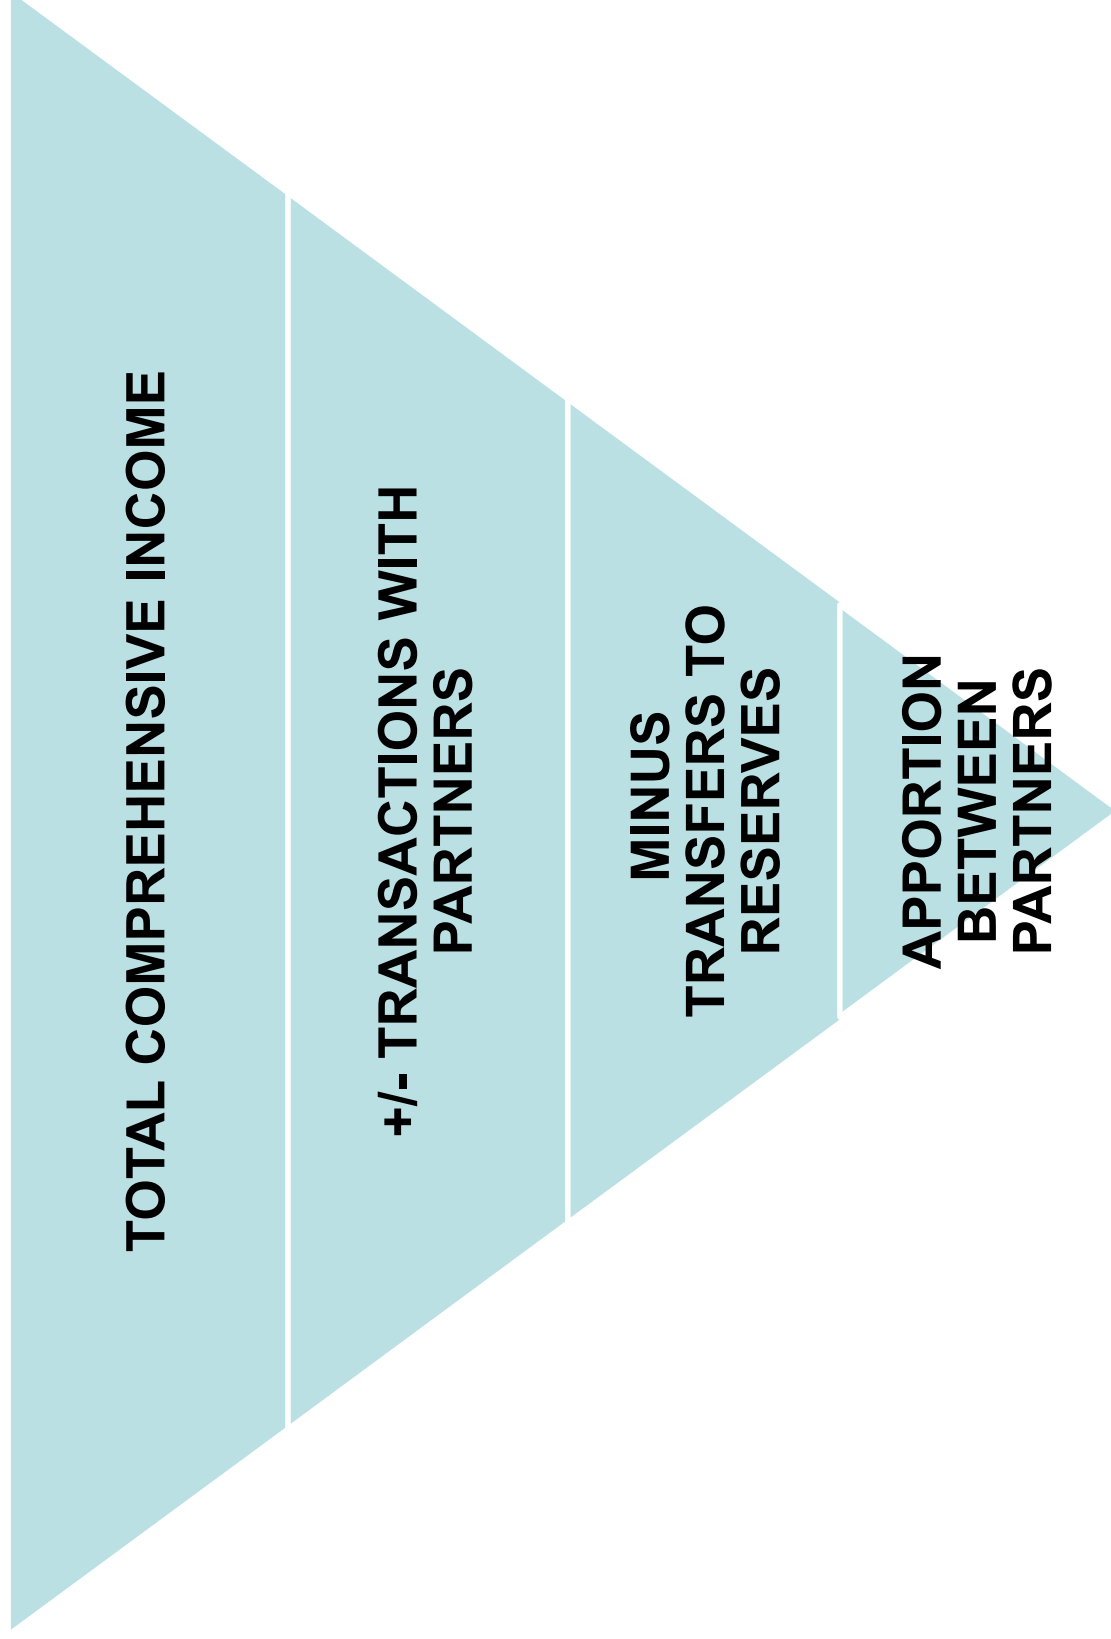 TOTAL COMPREHENSIVE INCOME
+/- TRANSACTIONS WITH
PARTNERS
MINUS
TRANSFERS TO
RESERVES
APPORTION
BETWEEN
PARTNERS